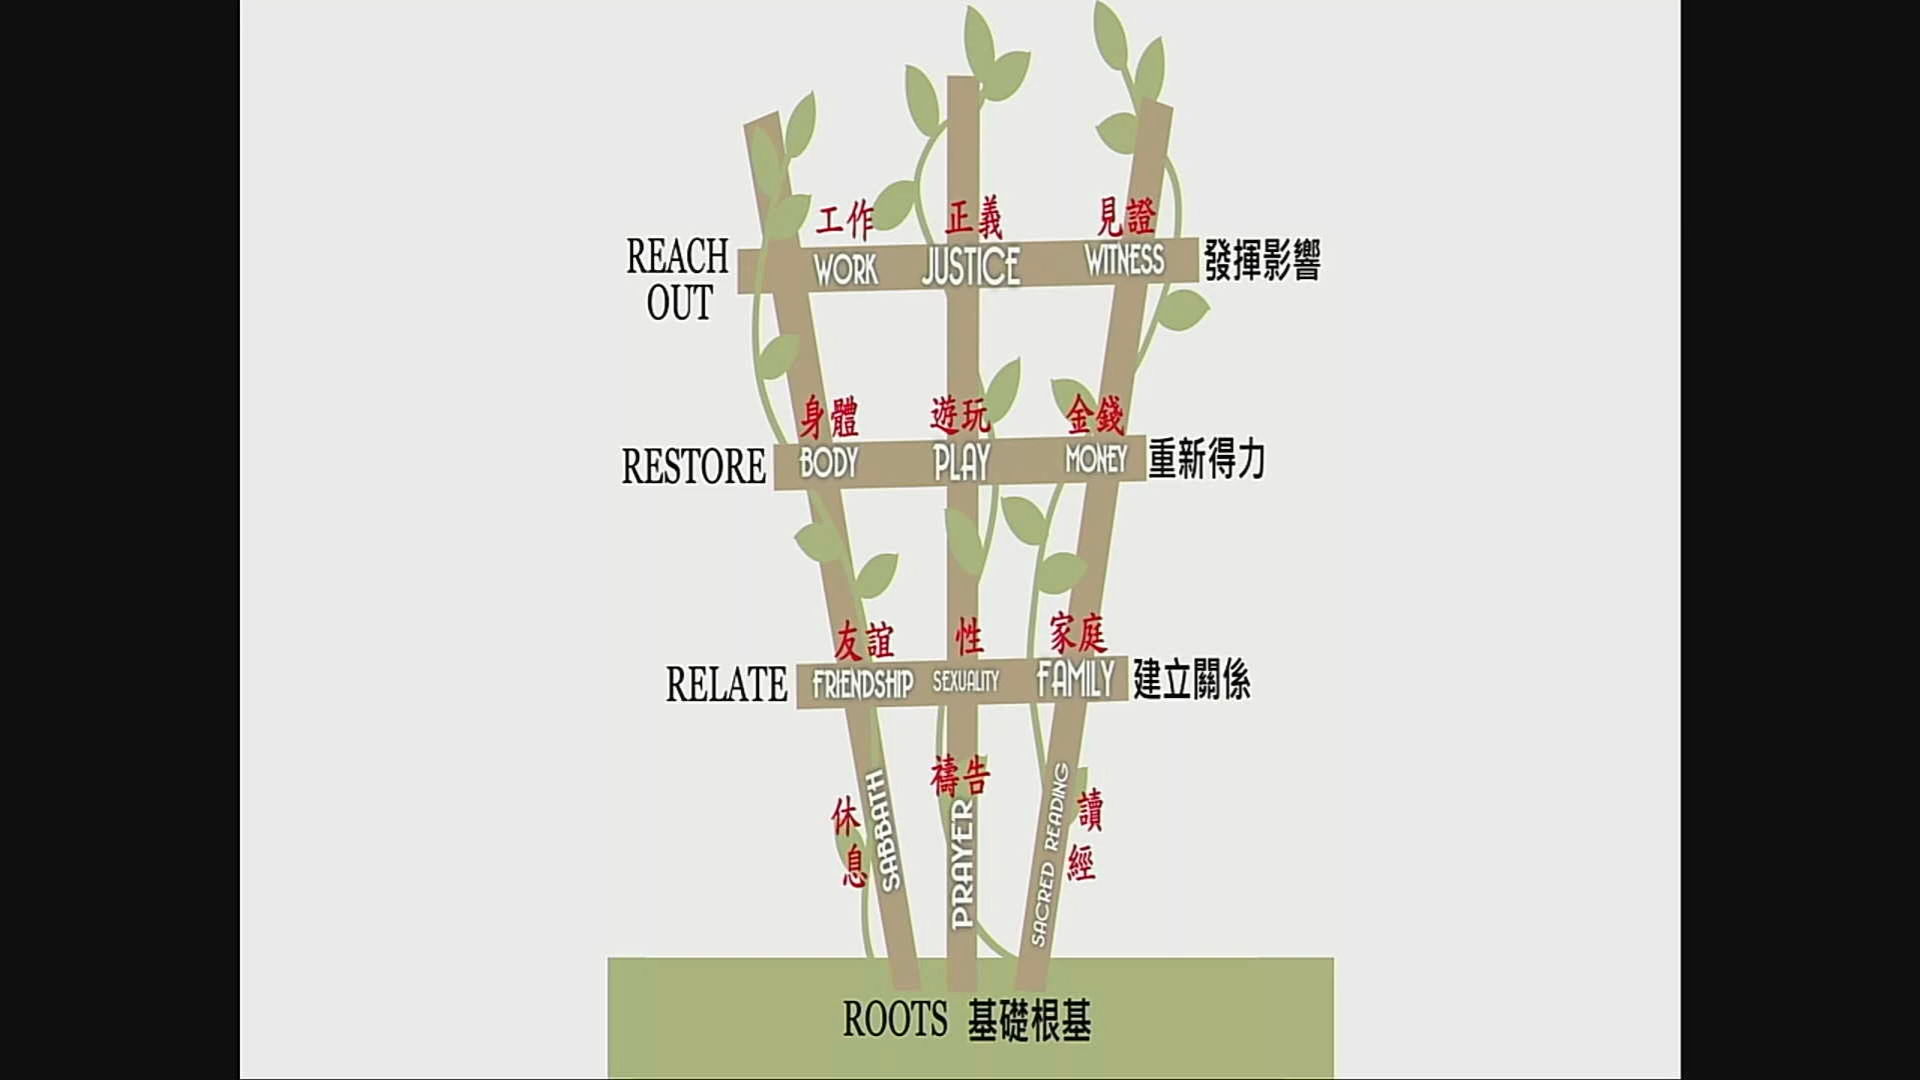 工作 正義 見證
REACH OUT
WORK JUSTICE WITNESS
發揮影響
身體 遊玩 金錢
RESTORE
BODY PLAY MONEY
重新得力
友誼 性 家庭
RELATE
FRIENDSHIP SEXUALITY FAMILY
建立關係
休息
SABBATH
禱告
PRAYER
SACRED READING
讀經
ROOTS 基礎根基